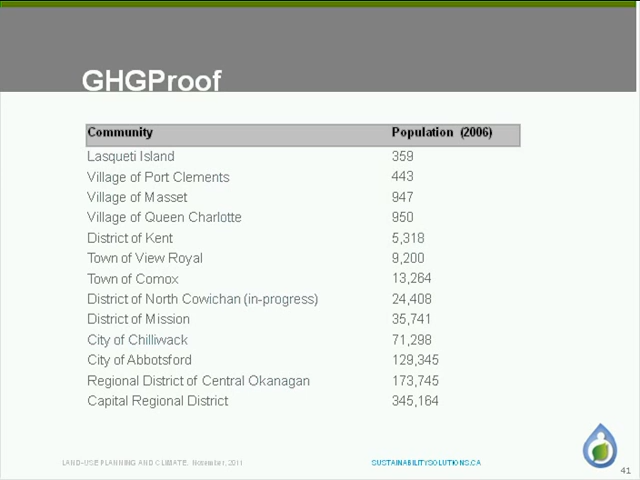 GHGProof
Community Population (2006)
Lasqueti Island 359
Village of Port Clements 443
Village of Masset 947
Village of Queen Charlotte 950
District of Kent 5,318
Town of View Royal 9,200
Town of Comox 13,264
District of North Cowichan (in-progress) 24,408
District of Mission 35,741
City of Chilliwack 71,298
City of Abbotsford 129,345
Regional District of Central Okanagan 173,745
Capital Regional District 345,164
LAND-USE PLANNING AND CLIMATE. November, 2011 SUSTAINABILITYSOLUTIONS.CA
41